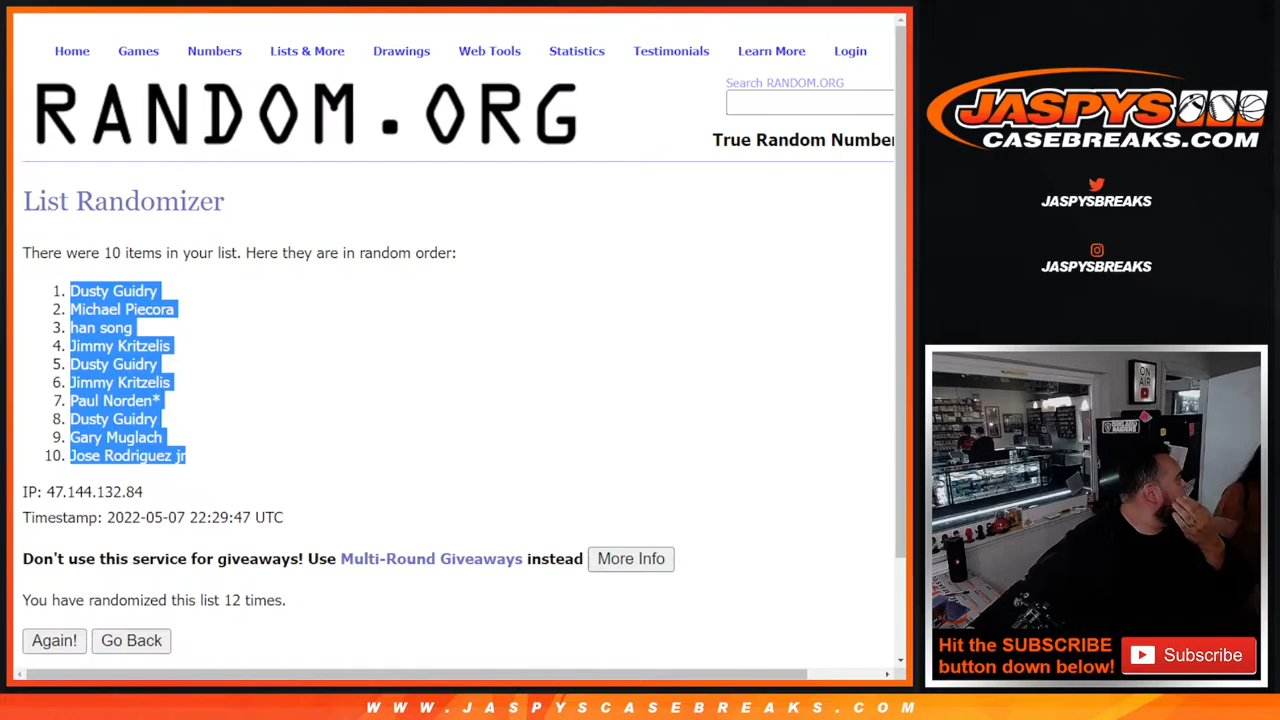 Home Games Numbers Lists & More Drawings Web Tools Statistics Testimonials Learn More Login
RANDOM.ORG
Search RANDOM.ORG
True Random Number
List Randomizer
There were 10 items in your list. Here they are in random order:
1. Dusty Guidry
2. Michael Piecora
3. han song
4. Jimmy Kritzelis
5. Dusty Guidry
6. Jimmy Kritzelis
7. Paul Norden*
8. Dusty Guidry
9. Gary Muglach
10. Jose Rodriguez jr
IP: 47.144.132.84
Timestamp: 2022-05-07 22:29:47 UTC
Don't use this service for giveaways! Use Multi-Round Giveaways instead More Info
You have randomized this list 12 times.
Again! Go Back
JASPYS
CASEBREAKS.COM
JASPYSBREAKS
JASPYSBREAKS
ON
AIR
Hit the SUBSCRIBE
button down below!
Subscribe
WWW.JASPYSCASEBREAKS.COM